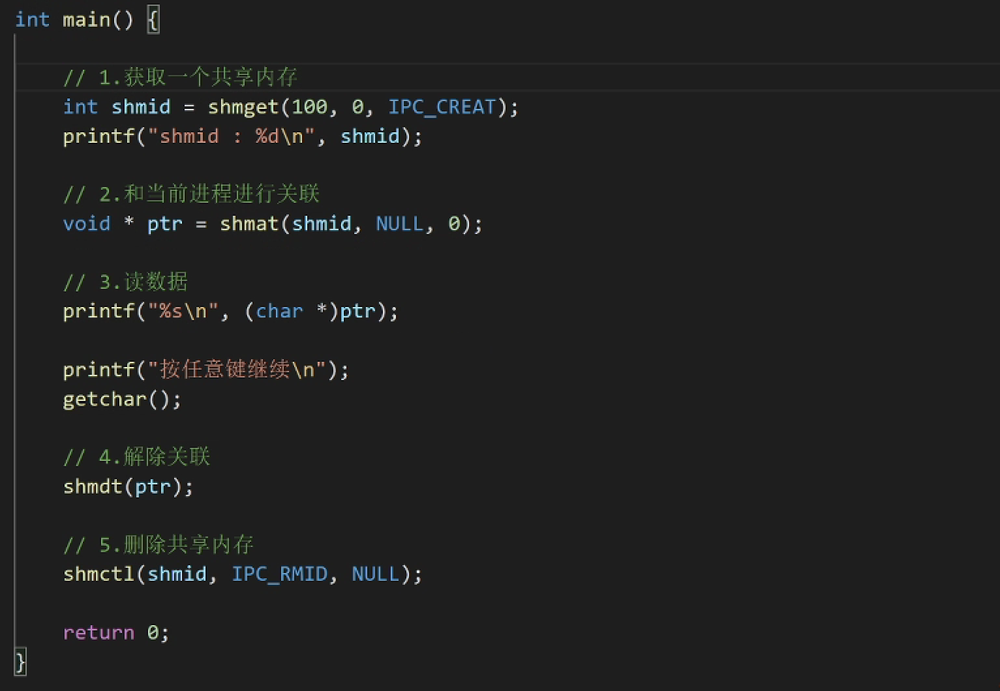 int main() {
// 1.获取一个共享内存
int shmid = shmget(100, 0, IPC_CREAT);
printf("shmid : %d\n", shmid);
// 2.和当前进程进行关联
void * ptr = shmat(shmid, NULL, 0);
// 3.读数据
printf("%s\n", (char *)ptr);
printf("按任意键继续\n");
getchar();
// 4.解除关联
shmdt(ptr);
// 5.删除共享内存
shmctl(shmid, IPC_RMID, NULL);
return 0;
}